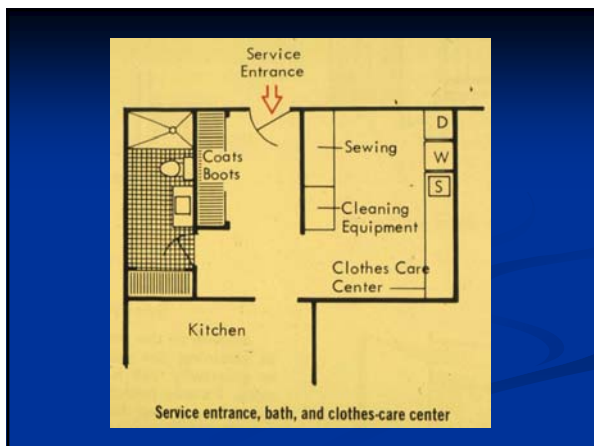 Service
Entrance
D
Coats
Boots
Sewing
W
S
Cleaning
Equipment
Clothes Care
Center
Kitchen
Service entrance, bath, and clothes-care center